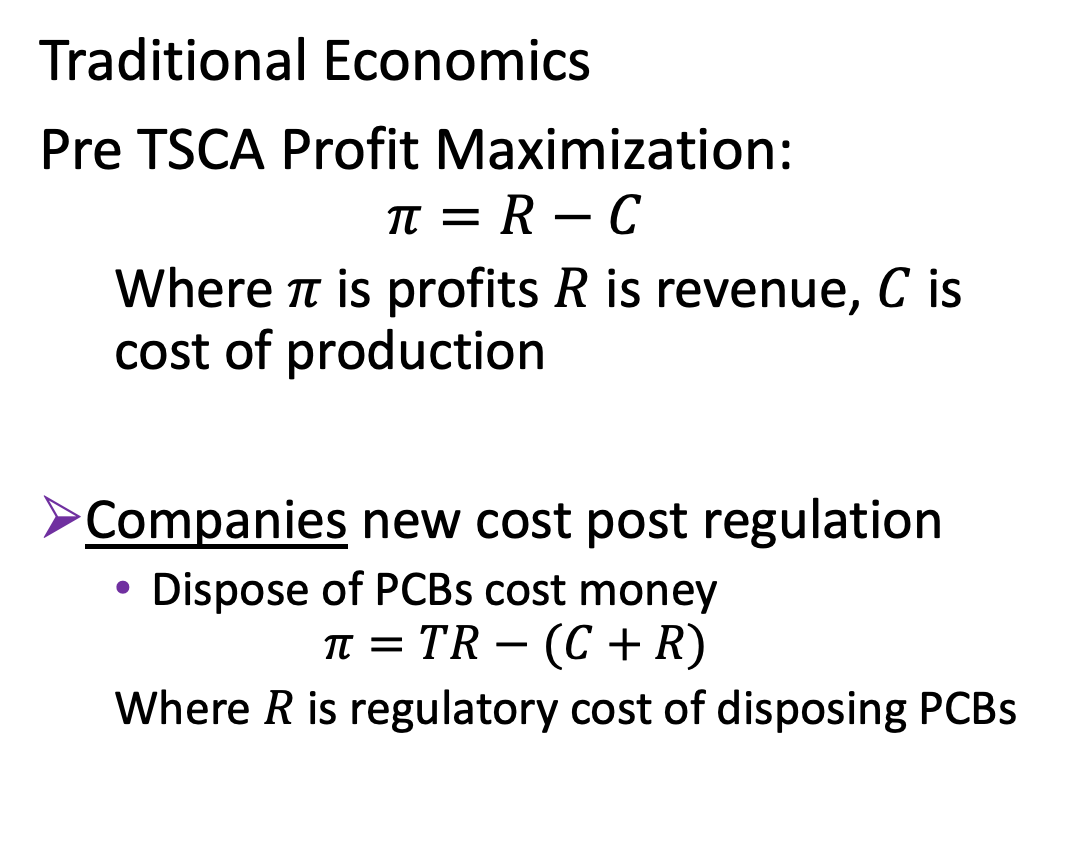 Traditional Economics
Pre TSCA Profit Maximization:
𝜋 = 𝑅 − 𝐶
Where 𝜋 is profits 𝑅 is revenue, 𝐶 is
cost of production
➢Companies new cost post regulation
• Dispose of PCBs cost money
𝜋 = 𝑇𝑅 − (𝐶 + 𝑅)
Where 𝑅 is regulatory cost of disposing PCBs